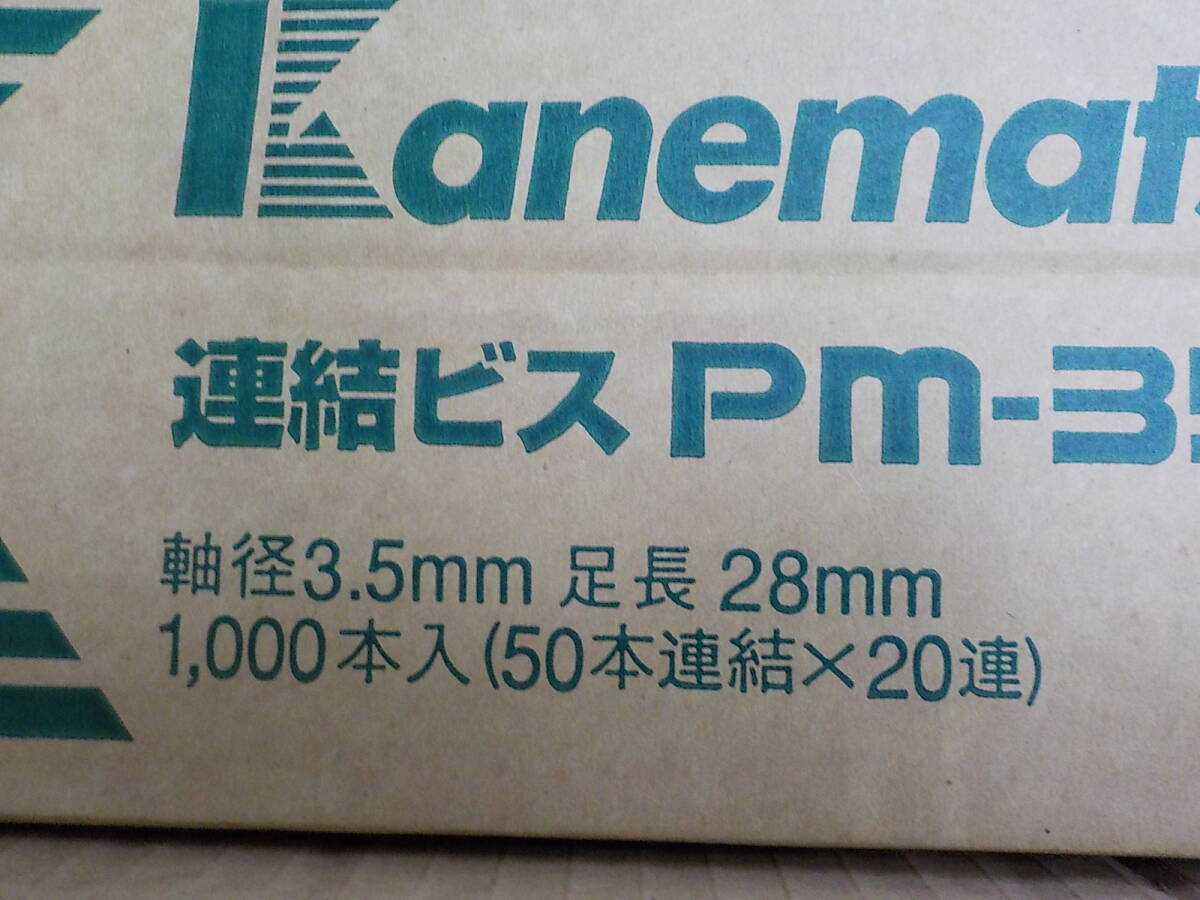 Kanemat
連結ビス PM-35
軸径3.5mm 足長 28mm
1,000本入(50本連結×20連)